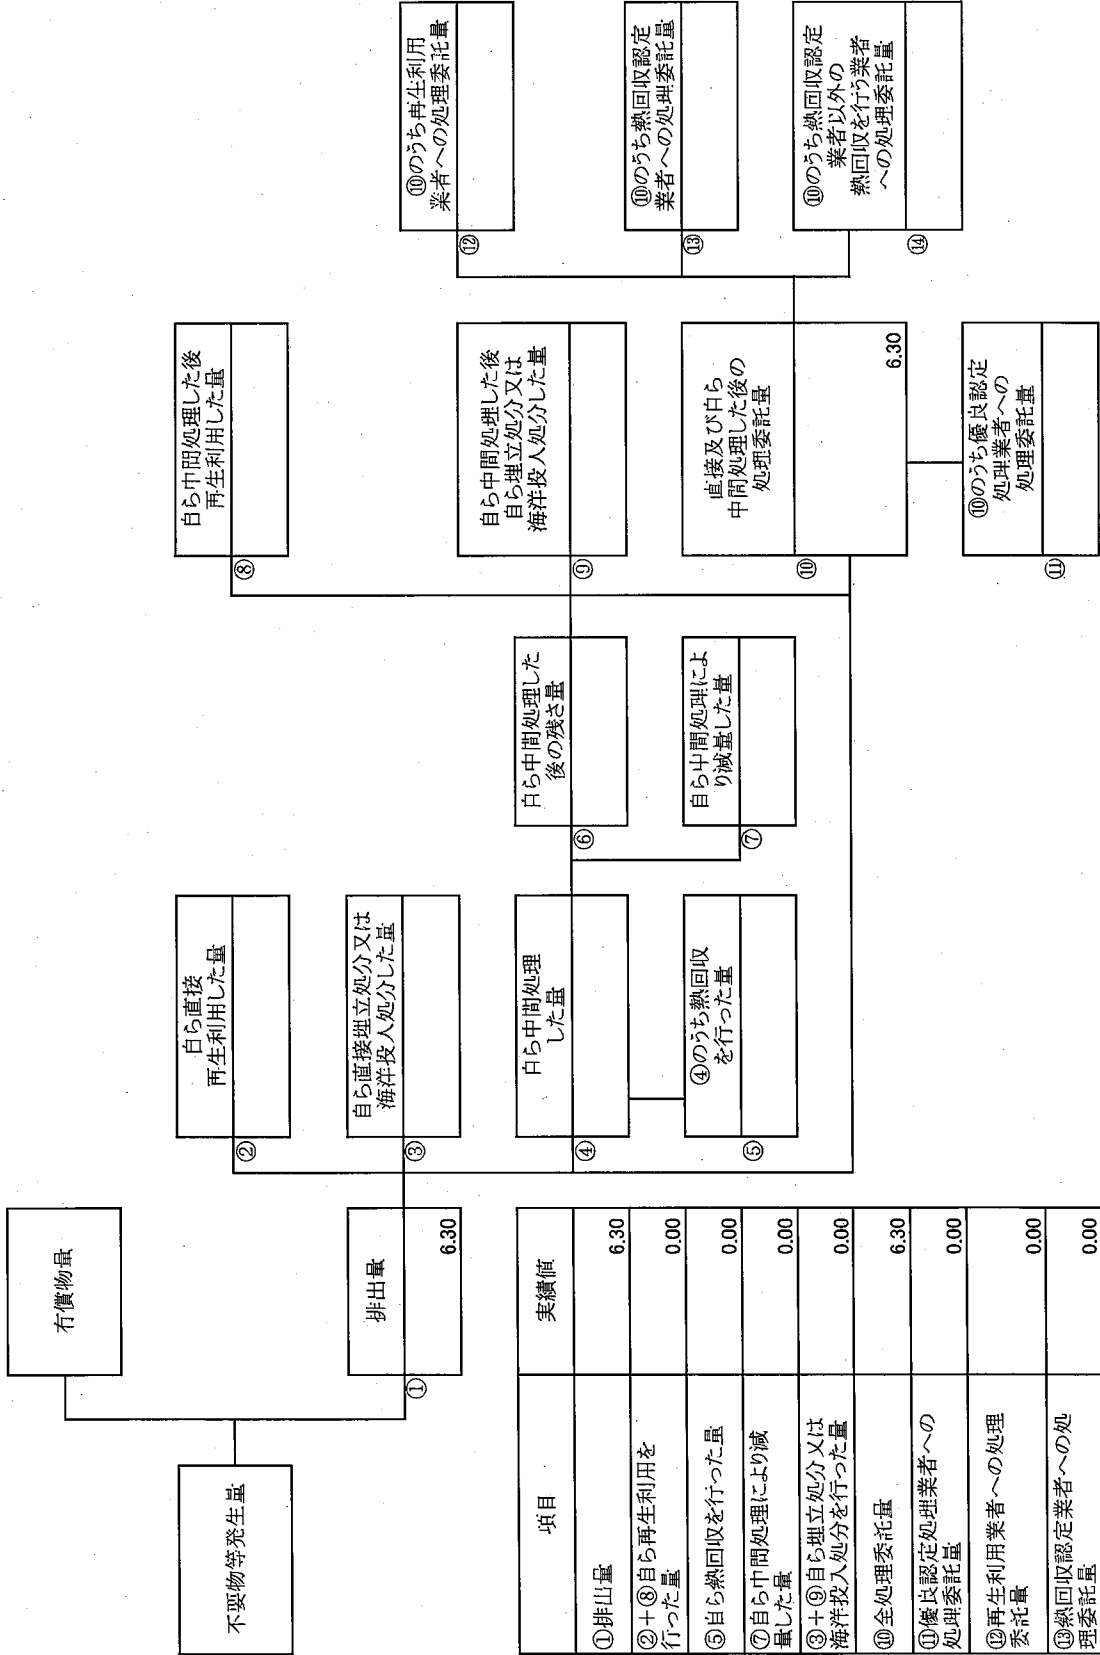 不要物等発生量
有償物量
排出量
①
6.30
自ら直接
再生利用した量
②
自ら直接埋立処分又は
海洋投入処分した量
③
自ら中間処理
した量
④
④のうち熱回収
を行った量
⑤
自ら中間処理した
後の残さ量
⑥
自ら中間処理によ
り減量した量
⑦
自ら中間処理した後
再生利用した量
⑧
自ら中間処理した後
自ら埋立処分又は
海洋投入処分した量
⑨
直接及び自ら
中間処理した後の
処理委託量
⑩
6.30
⑩のうち優良認定
処理業者への
処理委託量
⑪
⑩のうち再生利用
業者への処理委託量
⑫
⑩のうち熱回収認定
業者への処理委託量
⑬
⑩のうち熱回収認定
業者以外の
熱回収を行う業者
への処理委託量
⑭
項目 実績値
①排出量 6.30
②+⑧自ら再生利用を
行った量 0.00
⑤自ら熱回収を行った量 0.00
⑦自ら中間処理により減
量した量 0.00
③+⑨自ら埋立処分又は
海洋投入処分を行った量 0.00
⑩全処理委託量 6.30
⑪優良認定処理業者への
処理委託量 0.00
⑫再生利用業者への処理
委託量 0.00
⑬熱回収認定業者への処
理委託量 0.00